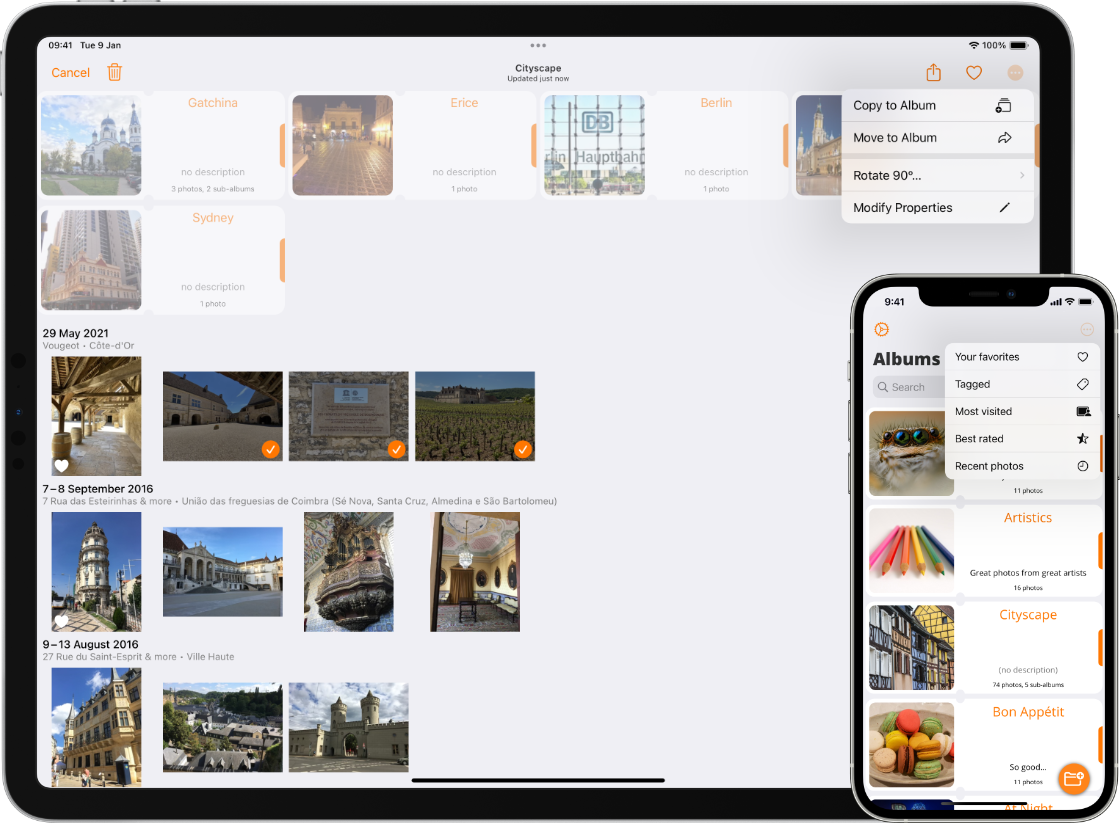 09:41 Tue 9 Jan
100%
Cancel
Cityscape
Updated just now
Gatchina
no description
3 photos, 2 sub-albums
Erice
no description
1 photo
DB
rlin Hauptbahn
Berlin
no description
1 photo
Copy to Album
Move to Album
Rotate 90°...
Modify Properties
Sydney
no description
1 photo
29 May 2021
Vougeot • Côte-d'Or
7–8 September 2016
7 Rua das Esteirinhas & more • União das freguesias de Coimbra (Sé Nova, Santa Cruz, Almedina e São Bartolomeu)
9–13 August 2016
27 Rue du Saint-Esprit & more • Ville Haute
9:41
Albums
Search
Your favorites
Tagged
Most visited
Best rated
Recent photos
11 photos
Artistics
Great photos from great artists
16 photos
Cityscape
(no description)
74 photos, 5 sub-albums
Bon Appétit
So good...
11 photos
At Night